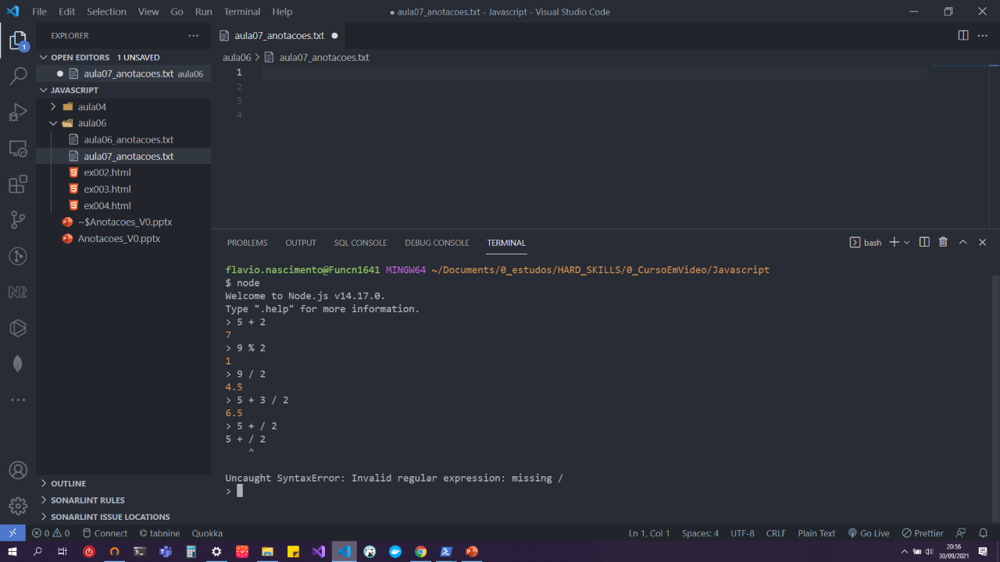 File Edit Selection View Go Run Terminal Help ● aula07_anotacoes.txt - Javascript - Visual Studio Code
EXPLORER ··· aula07_anotacoes.txt ●
1
OPEN EDITORS 1 UNSAVED
aula06 > aula07_anotacoes.txt
● aula07_anotacoes.txt aula06
1
2
3
4
JAVASCRIPT
aula04
aula06
aula06_anotacoes.txt
aula07_anotacoes.txt
ex002.html
ex003.html
ex004.html
~$Anotacoes_V0.pptx
Anotacoes_V0.pptx
OUTLINE
SONARLINT RULES
SONARLINT ISSUE LOCATIONS
PROBLEMS OUTPUT SQL CONSOLE DEBUG CONSOLE TERMINAL bash
flavio.nascimento@Funcn1641 MINGW64 ~/Documents/0_estudos/HARD_SKILLS/0_CursoEmVideo/Javascript
$ node
Welcome to Node.js v14.17.0.
Type ".help" for more information.
> 5 + 2
7
> 9 % 2
1
> 9 / 2
4.5
> 5 + 3 / 2
6.5
> 5 + / 2
5 + / 2
^
Uncaught SyntaxError: Invalid regular expression: missing /
>
0 0 Connect tabnine Quokka Ln 1, Col 1 Spaces: 4 UTF-8 CRLF Plain Text Go Live Prettier
20:56
30/09/2021